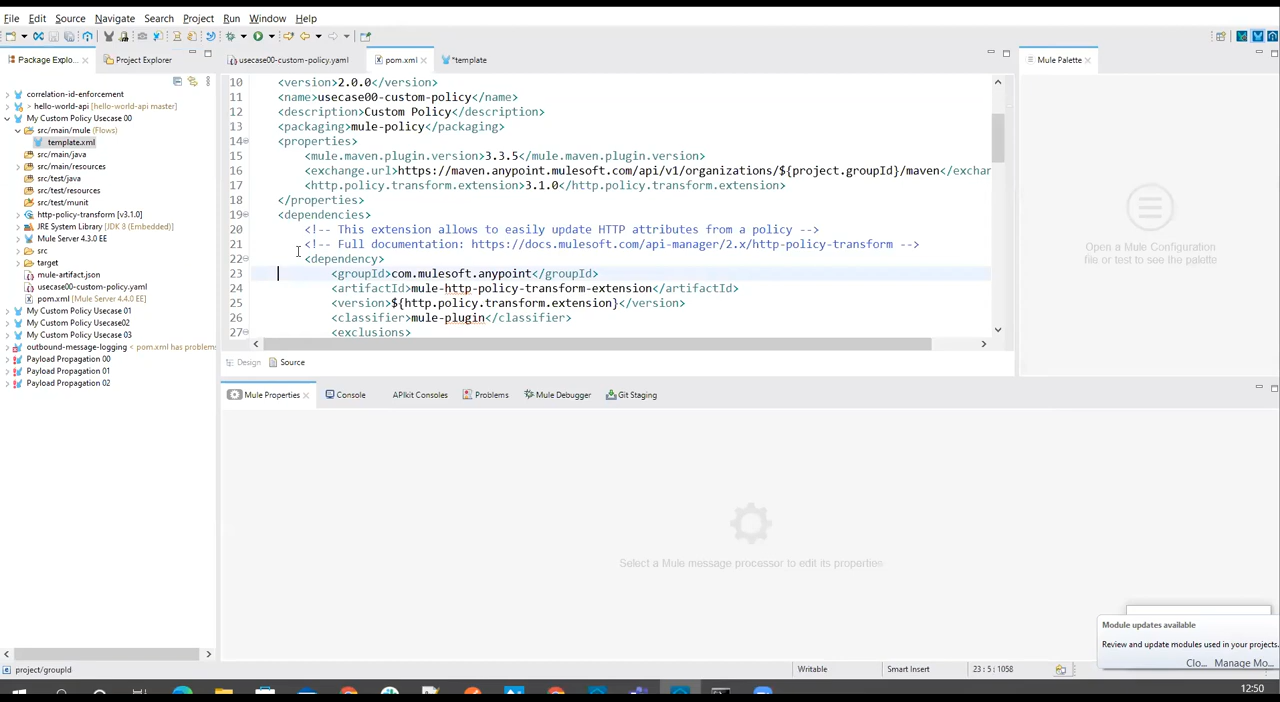 File Edit Source Navigate Search Project Run Window Help
Package Explo... Project Explorer
usecase00-custom-policy.yaml pom.xml *template
Mule Palette
correlation-id-enforcement
> hello-world-api [hello-world-api master]
My Custom Policy Usecase 00
src/main/mule (Flows)
template.xml
src/main/java
src/main/resources
src/test/java
src/test/resources
src/test/munit
http-policy-transform [v3.1.0]
JRE System Library [JDK 8 (Embedded)]
Mule Server 4.3.0 EE
src
target
mule-artifact.json
usecase00-custom-policy.yaml
pom.xml [Mule Server 4.4.0 EE]
My Custom Policy Usecase 01
My Custom Policy Usecase02
My Custom Policy Usecase 03
outbound-message-logging pom.xml has problems
Payload Propagation 00
Payload Propagation 01
Payload Propagation 02
10 <version>2.0.0</version>
11 <name>usecase00-custom-policy</name>
12 <description>Custom Policy</description>
13 <packaging>mule-policy</packaging>
14 <properties>
15 <mule.maven.plugin.version>3.3.5</mule.maven.plugin.version>
16 <exchange.url>https://maven.anypoint.mulesoft.com/api/v1/organizations/${project.groupId}/maven</exchan
17 <http.policy.transform.extension>3.1.0</http.policy.transform.extension>
18 </properties>
19 <dependencies>
20 <!-- This extension allows to easily update HTTP attributes from a policy -->
21 <!-- Full documentation: https://docs.mulesoft.com/api-manager/2.x/http-policy-transform -->
22 <dependency>
23 <groupId>com.mulesoft.anypoint</groupId>
24 <artifactId>mule-http-policy-transform-extension</artifactId>
25 <version>${http.policy.transform.extension}</version>
26 <classifier>mule-plugin</classifier>
27 <exclusions>
Design Source
Open a Mule Configuration
file or test to see the palette
Mule Properties Console APIkit Consoles Problems Mule Debugger Git Staging
Select a Mule message processor to edit its properties
Module updates available
Review and update modules used in your projects.
Clo... Manage Mo...
project/groupId Writable Smart Insert 23 : 5 : 1058
12:50